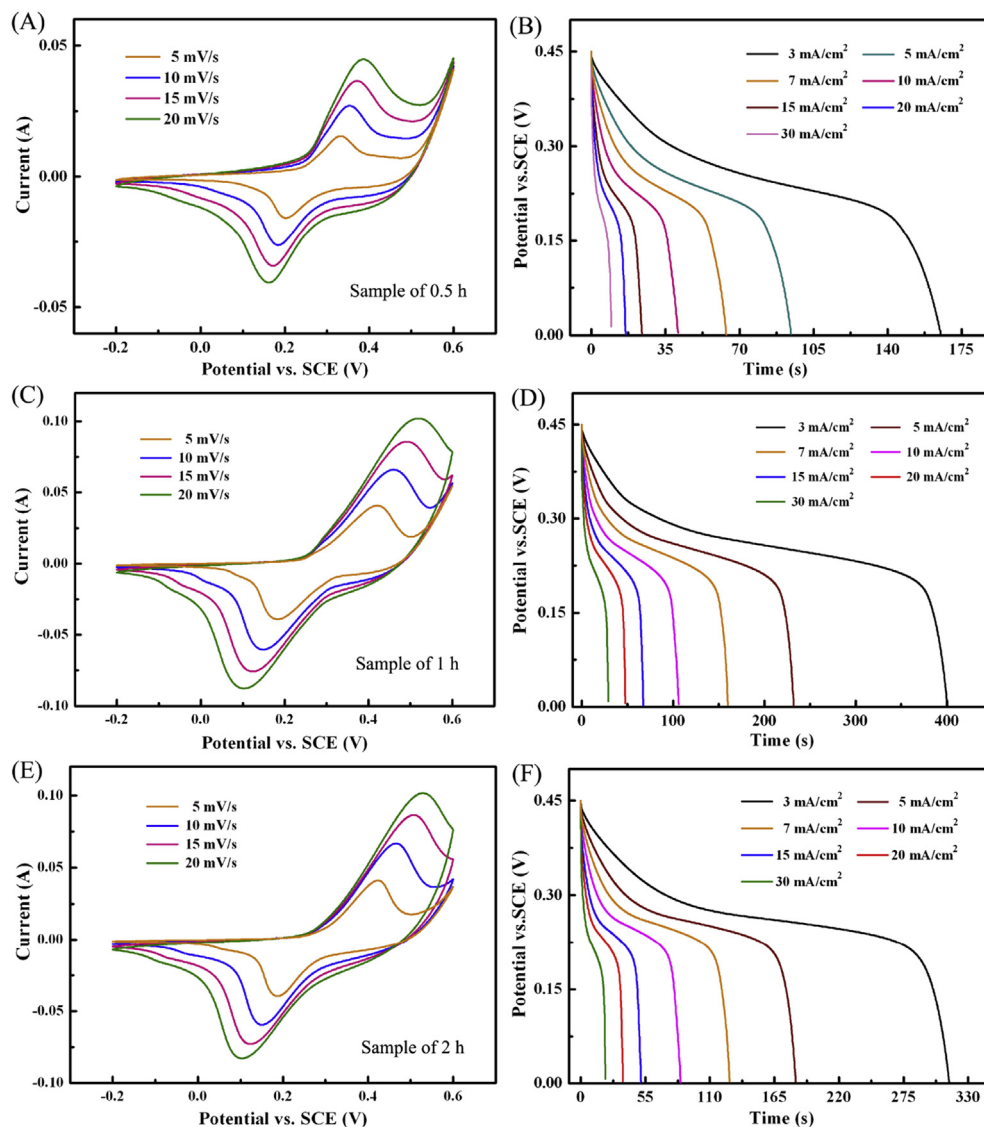 (A)
0.05
0.00
-0.05
Current (A)
5 mV/s
10 mV/s
15 mV/s
20 mV/s
Sample of 0.5 h
-0.2 0.0 0.2 0.4 0.6
Potential vs. SCE (V)
(B)
0.45
0.30
0.15
0.00
Potential vs.SCE (V)
3 mA/cm² 5 mA/cm²
7 mA/cm² 10 mA/cm²
15 mA/cm² 20 mA/cm²
30 mA/cm²
0 35 70 105 140 175
Time (s)
(C)
0.10
0.05
0.00
-0.05
-0.10
Current (A)
5 mV/s
10 mV/s
15 mV/s
20 mV/s
Sample of 1 h
-0.2 0.0 0.2 0.4 0.6
Potential vs. SCE (V)
(D)
0.45
0.30
0.15
0.00
Potential vs.SCE (V)
3 mA/cm² 5 mA/cm²
7 mA/cm² 10 mA/cm²
15 mA/cm² 20 mA/cm²
30 mA/cm²
0 100 200 300 400
Time (s)
(E)
0.10
0.05
0.00
-0.05
-0.10
Current (A)
5 mV/s
10 mV/s
15 mV/s
20 mV/s
Sample of 2 h
-0.2 0.0 0.2 0.4 0.6
Potential vs. SCE (V)
(F)
0.45
0.30
0.15
0.00
Potential vs.SCE (V)
3 mA/cm² 5 mA/cm²
7 mA/cm² 10 mA/cm²
15 mA/cm² 20 mA/cm²
30 mA/cm²
0 55 110 165 220 275 330
Time (s)